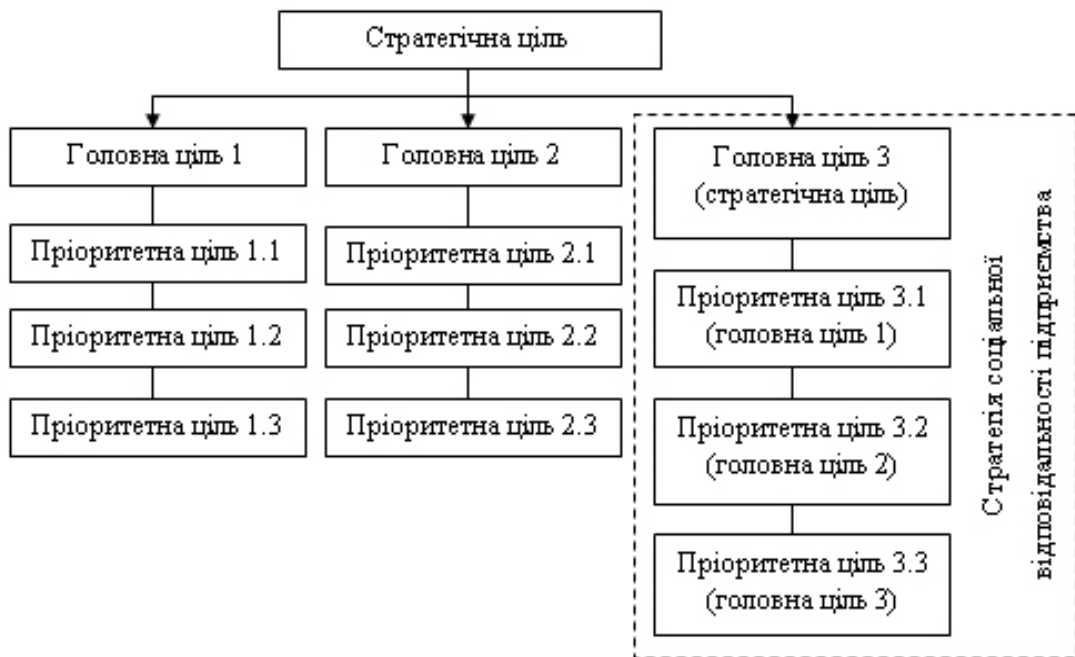 Стратегічна ціль
Головна ціль 1
Пріоритетна ціль 1.1
Пріоритетна ціль 1.2
Пріоритетна ціль 1.3
Головна ціль 2
Пріоритетна ціль 2.1
Пріоритетна ціль 2.2
Пріоритетна ціль 2.3
Головна ціль 3
(стратегічна ціль)
Пріоритетна ціль 3.1
(головна ціль 1)
Пріоритетна ціль 3.2
(головна ціль 2)
Пріоритетна ціль 3.3
(головна ціль 3)
Стратегія соціальної
відповідальності підприємства